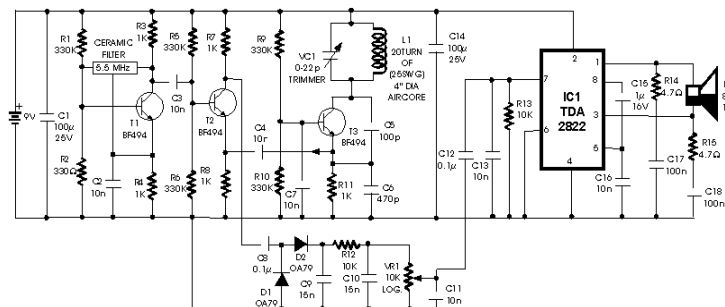 R1
330K
R3
1K
R5
330K
R7
1K
R9
330K
CERAMIC
FILTER
5.5 MHz
C3
10n
VC1
0-22p
TRIMMER
L1
20TURN OF
(25SWG)
4" DIA
AIRCORE
C14
100µ
25V
9V
+
C1
100µ
25V
T1
BF494
T2
BF494
C4
T3
BF494
C5
100p
R2
330Ω
C2
10n
R4
1K
R6
330K
R8
1K
R10
330K
C7
10n
R11
1K
C6
470p
C12
0.1µ
C13
10n
R13
10K
2
7
1
8
IC1
TDA
2822
3
6
5
4
C15
1µ
16V
R14
4.7Ω
R15
4.7Ω
C16
10n
C17
100n
C18
100n
C8
0.1µ
D2
OA79
D1
OA79
C9
15n
R12
10K
C10
15n
VR1
10K
LOG.
C11
10n